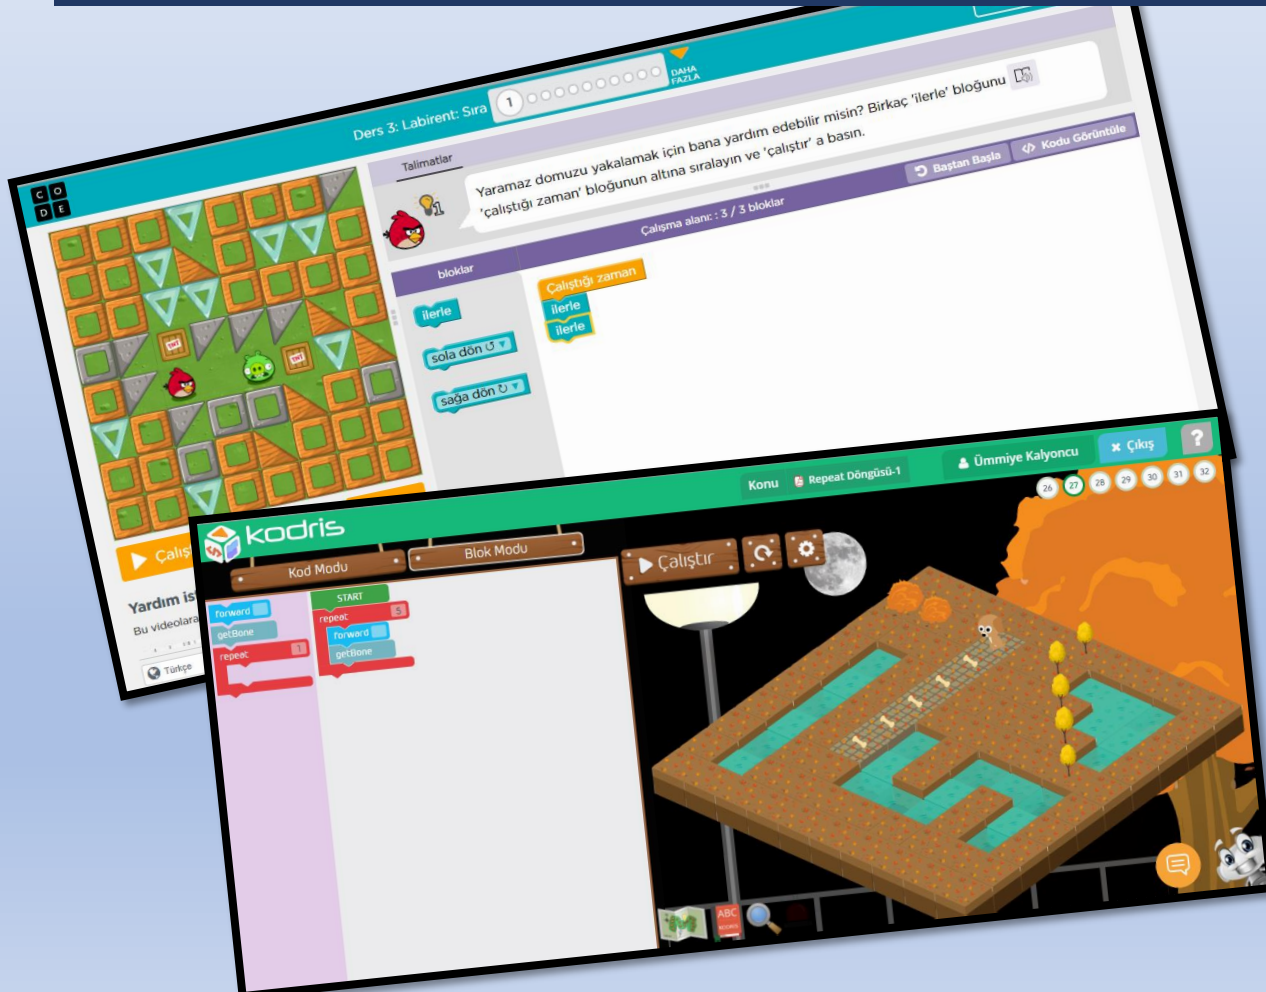 Ders 3: Labirent: Sıra
1
DAHA
FAZLA
C O
D E
Talimatlar
Yaramaz domuzu yakalamak için bana yardım edebilir misin? Birkaç 'ilerle' bloğunu
'çalıştığı zaman' bloğunun altına sıralayın ve 'çalıştır' a basın.
1
bloklar
Çalışma alanı: : 3 / 3 bloklar
Baştan Başla
Kodu Görüntüle
ilerle
sola dön
sağa dön
Çalıştığı zaman
ilerle
ilerle
TNT
TNT
Çalış
Yardım is
Bu videolara
Türkçe
kodris
Konu
Repeat Döngüsü-1
Ümmiye Kalyoncu
Çıkış
?
26 27 28 29 30 31 32
Kod Modu
Blok Modu
Çalıştır
forward
getBone
repeat 1
START
repeat 5
forward
getBone
ABC